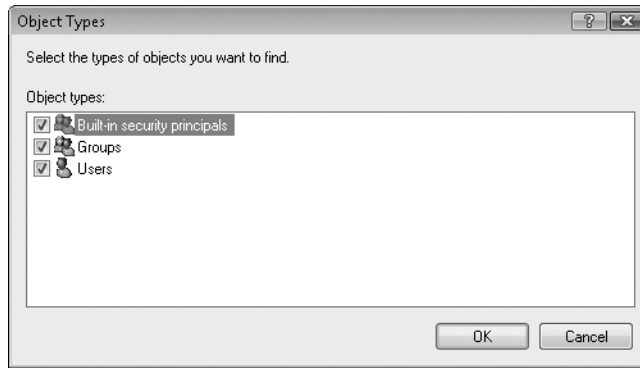 Object Types
Select the types of objects you want to find.
Object types:
Built-in security principals
Groups
Users
OK Cancel